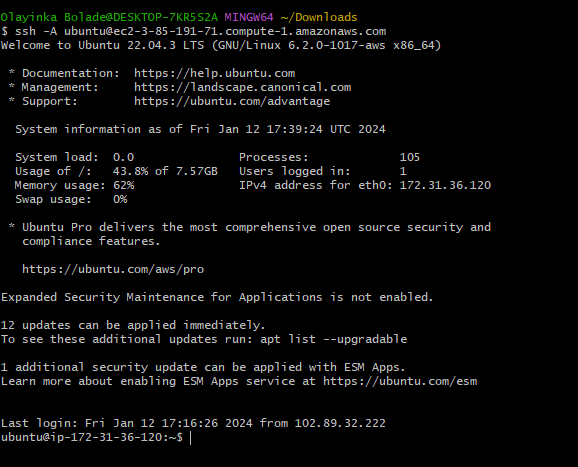 Olayinka Bolade@DESKTOP-7KR5S2A MINGW64 ~/Downloads
$ ssh -A ubuntu@ec2-3-85-191-71.compute-1.amazonaws.com
Welcome to Ubuntu 22.04.3 LTS (GNU/Linux 6.2.0-1017-aws x86_64)
* Documentation: https://help.ubuntu.com
* Management: https://landscape.canonical.com
* Support: https://ubuntu.com/advantage
System information as of Fri Jan 12 17:39:24 UTC 2024
System load: 0.0 Processes: 105
Usage of /: 43.8% of 7.57GB Users logged in: 1
Memory usage: 62% IPv4 address for eth0: 172.31.36.120
Swap usage: 0%
* Ubuntu Pro delivers the most comprehensive open source security and
compliance features.
https://ubuntu.com/aws/pro
Expanded Security Maintenance for Applications is not enabled.
12 updates can be applied immediately.
To see these additional updates run: apt list --upgradable
1 additional security update can be applied with ESM Apps.
Learn more about enabling ESM Apps service at https://ubuntu.com/esm
Last login: Fri Jan 12 17:16:26 2024 from 102.89.32.222
ubuntu@ip-172-31-36-120:~$